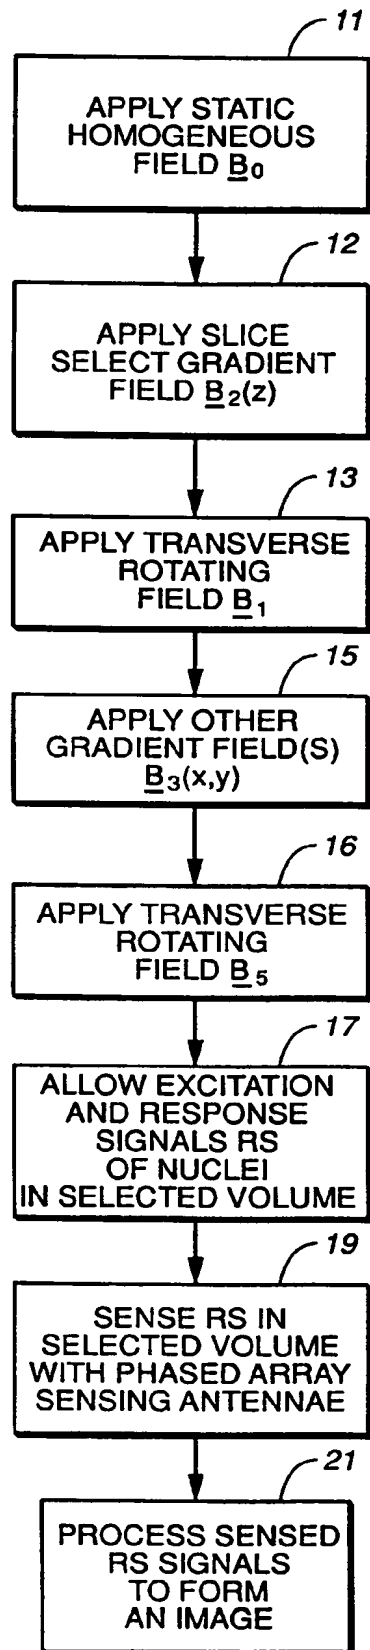 11
APPLY STATIC
HOMOGENEOUS
FIELD B0
12
APPLY SLICE
SELECT GRADIENT
FIELD B2(z)
13
APPLY TRANSVERSE
ROTATING
FIELD B1
15
APPLY OTHER
GRADIENT FIELD(S)
B3(x,y)
16
APPLY TRANSVERSE
ROTATING
FIELD B5
17
ALLOW EXCITATION
AND RESPONSE
SIGNALS RS
OF NUCLEI
IN SELECTED VOLUME
19
SENSE RS IN
SELECTED VOLUME
WITH PHASED ARRAY
SENSING ANTENNAE
21
PROCESS SENSED
RS SIGNALS
TO FORM
AN IMAGE